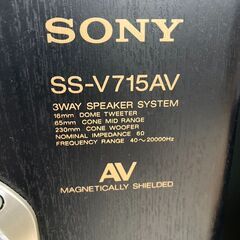 SONY
SS-V715AV
3WAY SPEAKER SYSTEM
16mm DOME TWEETER
65mm CONE MID RANGE
230mm CONE WOOFER
NOMINAL IMPEDANCE 6Ω
FREQUENCY RANGE 40~20000Hz
AV
MAGNETICALLY SHIELDED